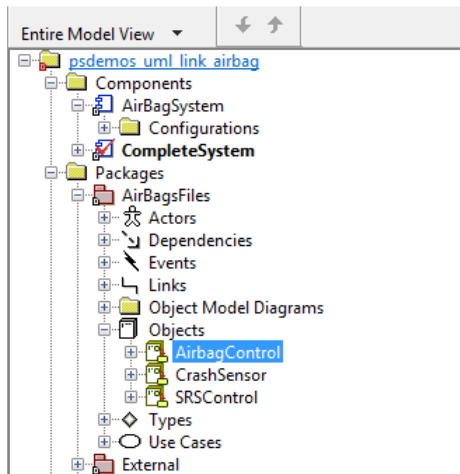 Entire Model View
psdemos_uml_link_airbag
Components
AirBagSystem
Configurations
CompleteSystem
Packages
AirBagsFiles
Actors
Dependencies
Events
Links
Object Model Diagrams
Objects
AirbagControl
CrashSensor
SRSControl
Types
Use Cases
External